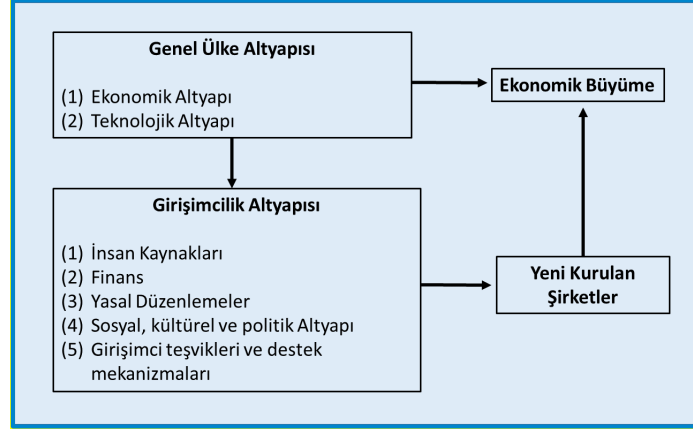 Genel Ülke Altyapısı
(1) Ekonomik Altyapı
(2) Teknolojik Altyapı
Ekonomik Büyüme
Girişimcilik Altyapısı
(1) İnsan Kaynakları
(2) Finans
(3) Yasal Düzenlemeler
(4) Sosyal, kültürel ve politik Altyapı
(5) Girişimci teşvikleri ve destek
mekanizmaları
Yeni Kurulan
Şirketler